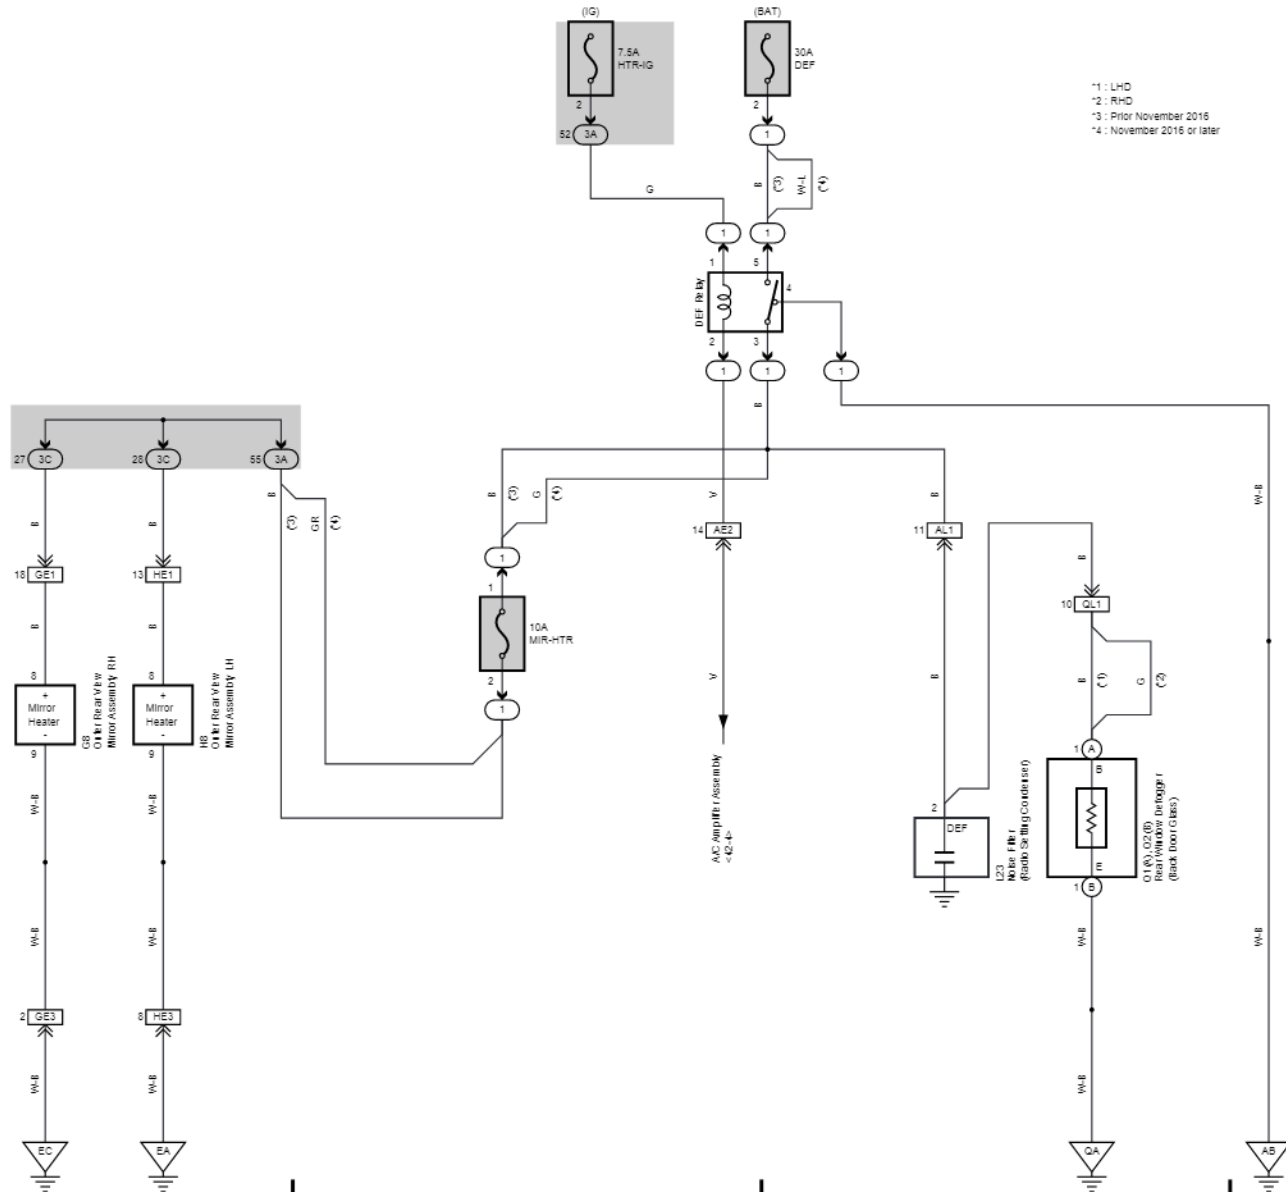 (IG)
(BAT)
7.5A
HTR-IG
30A
DEF
2
2
52
3A
1
*1 : LHD
*2 : RHD
*3 : Prior November 2016
*4 : November 2016 or later
G
B
(*3)
W-L
(*4)
1
1
1
5
4
DEF Relay
2
3
1
1
1
B
27
3C
28
3C
55
3A
B
(*3)
GR
(*4)
B
(*3)
G
(*4)
A
B
W-B
B
B
14
AE2
11
AL1
B
1
18
GE1
13
HE1
1
10
QL1
B
B
10A
MIR-HTR
2
1
8
+
Mirror
Heater
-
9
G8
Outer Rear View
Mirror Assembly RH
8
+
Mirror
Heater
-
9
H8
Outer Rear View
Mirror Assembly LH
A
B
B
(*1)
G
(*2)
1
A
A/C Amplifier Assembly
<42-4>
2
DEF
L23
Noise Filter
(Radio Setting Condenser)
B
E
1
B
Q1(A), Q2(B)
Rear Window Defogger
(Back Door Glass)
W-B
W-B
W-B
W-B
W-B
W-B
2
GE3
8
HE3
W-B
W-B
W-B
EC
EA
QA
AB